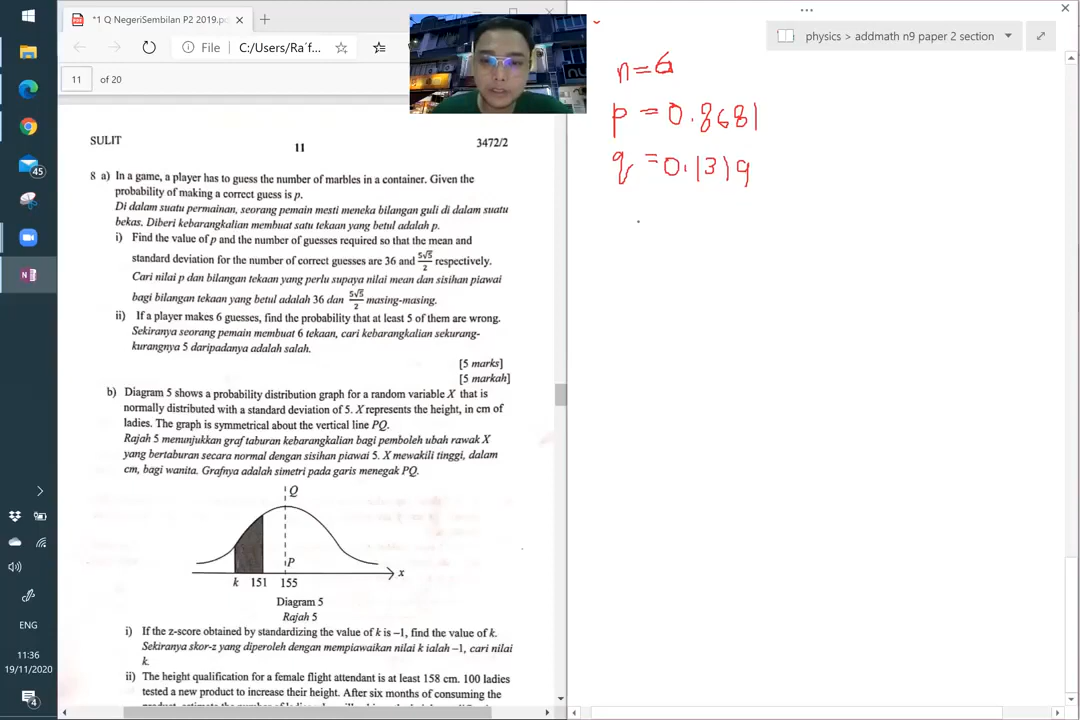 *1 Q NegeriSembilan P2 2019.pd
File C:/Users/Ra'f...
11 of 20
SULIT
11
3472/2
8 a) In a game, a player has to guess the number of marbles in a container. Given the
probability of making a correct guess is p.
Di dalam suatu permainan, seorang pemain mesti meneka bilangan guli di dalam suatu
bekas. Diberi kebarangkalian membuat satu tekaan yang betul adalah p.
i) Find the value of p and the number of guesses required so that the mean and
standard deviation for the number of correct guesses are 36 and 5√5/2 respectively.
Cari nilai p dan bilangan tekaan yang perlu supaya nilai mean dan sisihan piawai
bagi bilangan tekaan yang betul adalah 36 dan 5√5/2 masing-masing.
ii) If a player makes 6 guesses, find the probability that at least 5 of them are wrong.
Sekiranya seorang pemain membuat 6 tekaan, cari kebarangkalian sekurang-
kurangnya 5 daripadanya adalah salah.
[5 marks]
[5 markah]
b) Diagram 5 shows a probability distribution graph for a random variable X that is
normally distributed with a standard deviation of 5. X represents the height, in cm of
ladies. The graph is symmetrical about the vertical line PQ.
Rajah 5 menunjukkan graf taburan kebarangkalian bagi pemboleh ubah rawak X
yang bertaburan secara normal dengan sisihan piawai 5. X mewakili tinggi, dalam
cm, bagi wanita. Grafnya adalah simetri pada garis menegak PQ.
Q
P
x
k 151 155
Diagram 5
Rajah 5
i) If the z-score obtained by standardizing the value of k is −1, find the value of k.
Sekiranya skor-z yang diperoleh dengan mempiawaikan nilai k ialah −1, cari nilai
k.
ii) The height qualification for a female flight attendant is at least 158 cm. 100 ladies
tested a new product to increase their height. After six months of consuming the
physics > addmath n9 paper 2 section
n=6
p=0.8681
q=0.1319
45
ENG
11:36
19/11/2020
4